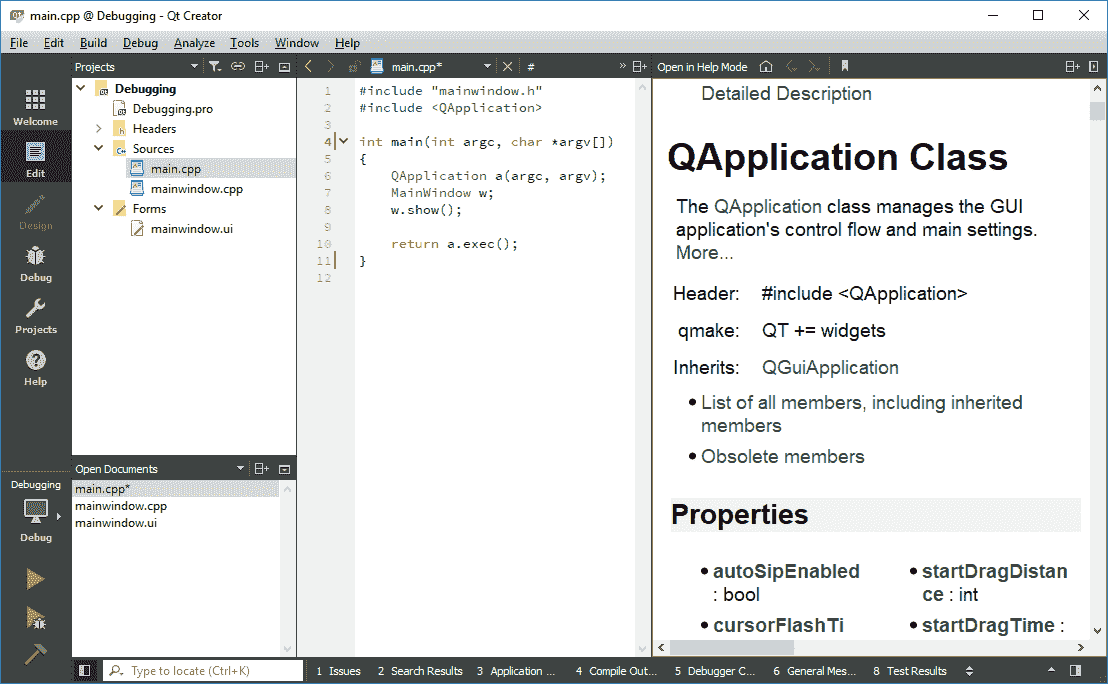 main.cpp @ Debugging - Qt Creator
File Edit Build Debug Analyze Tools Window Help
Welcome
Edit
Design
Debug
Projects
Help
Debugging
Debug
Projects
Debugging
Debugging.pro
Headers
Sources
main.cpp
mainwindow.cpp
Forms
mainwindow.ui
Open Documents
main.cpp*
mainwindow.cpp
mainwindow.ui
main.cpp* #
1 #include "mainwindow.h"
2 #include <QApplication>
3
4 int main(int argc, char *argv[])
5 {
6 QApplication a(argc, argv);
7 MainWindow w;
8 w.show();
9
10 return a.exec();
11 }
12
Open in Help Mode
Detailed Description
QApplication Class
The QApplication class manages the GUI
application's control flow and main settings.
More...
Header: #include <QApplication>
qmake: QT += widgets
Inherits: QGuiApplication
• List of all members, including inherited
members
• Obsolete members
Properties
• autoSipEnabled
: bool
• cursorFlashTi
• startDragDistan
ce : int
• startDragTime :
Type to locate (Ctrl+K)
1 Issues 2 Search Results 3 Application ... 4 Compile Out... 5 Debugger C... 6 General Mes... 8 Test Results